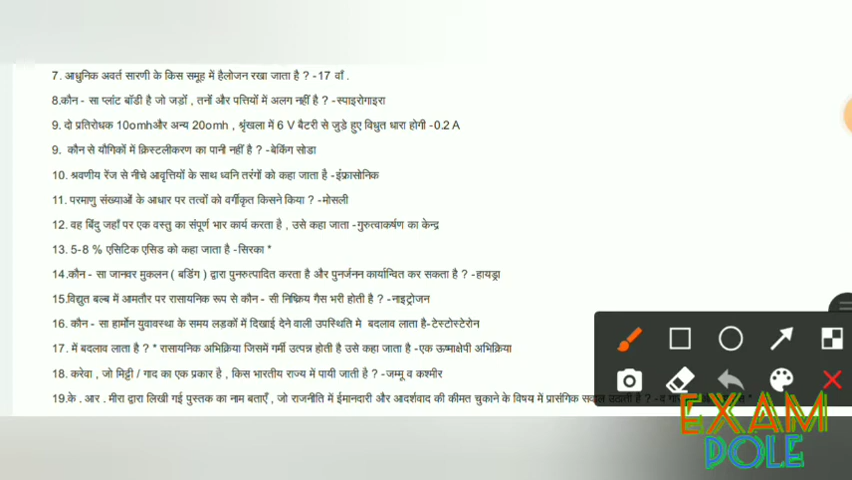 7. आधुनिक अवर्त सारणी के किस समूह में हैलोजन रखा जाता है ? -17 वाँ .
8.कौन - सा प्लांट बॉडी है जो जडों , तनों और पत्तियों में अलग नहीं है ? -स्पाइरोगाइरा
9. दो प्रतिरोधक 10omhऔर अन्य 20omh , श्रृंखला में 6 V बैटरी से जुडे हुए विधुत धारा होगी -0.2 A
9. कौन से यौगिकों में क्रिस्टलीकरण का पानी नहीं है ? -बेकिंग सोडा
10. श्रवणीय रेंज से नीचे आवृत्तियों के साथ ध्वनि तरंगों को कहा जाता है -इंफ्रासोनिक
11. परमाणु संख्याओं के आधार पर तत्वों को वर्गीकृत किसने किया ? -मोसली
12. वह बिंदु जहाँ पर एक वस्तु का संपूर्ण भार कार्य करता है , उसे कहा जाता -गुरुत्वाकर्षण का केन्द्र
13. 5-8 % एसिटिक एसिड को कहा जाता है -सिरका *
14.कौन - सा जानवर मुकलन ( बडिंग ) द्वारा पुनरुत्पादित करता है और पुनर्जनन कार्यान्वित कर सकता है ? -हायड्रा
15.विद्युत बल्ब में आमतौर पर रासायनिक रूप से कौन - सी निष्क्रिय गैस भरी होती है ? -नाइट्रोजन
16. कौन - सा हार्मोन युवावस्था के समय लड़कों में दिखाई देने वाली उपस्थिति मे बदलाव लाता है-टेस्टोस्टेरोन
17. में बदलाव लाता है ? * रासायनिक अभिक्रिया जिसमें गर्मी उत्पन्न होती है उसे कहा जाता है -एक ऊष्माक्षेपी अभिक्रिया
18. करेवा , जो मिट्टी / गाद का एक प्रकार है , किस भारतीय राज्य में पायी जाती है ? -जम्मू व कश्मीर
19.के . आर . मीरा द्वारा लिखी गई पुस्तक का नाम बताएँ , जो राजनीति में ईमानदारी और आदर्शवाद की कीमत चुकाने के विषय में प्रासंगिक सवाल उठाती है ? -द
EXAM
POLE